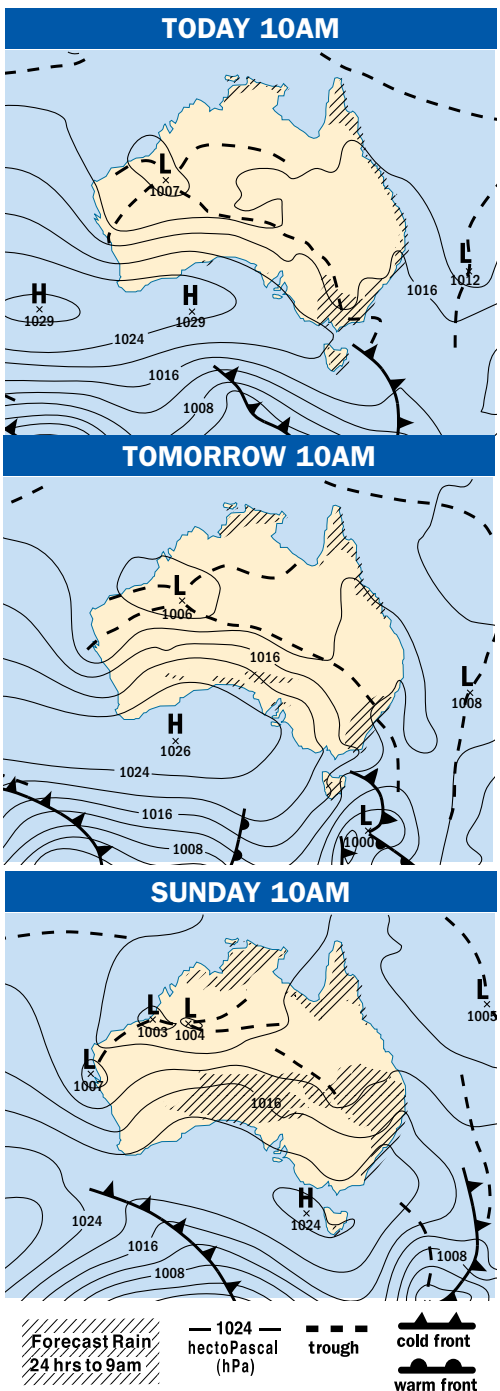 TODAY 10AM
L
1007
L
1012
H
1029
H
1029
1016
1024
1016
1008
TOMORROW 10AM
L
1006
1016
L
1008
H
1026
1024
1016
L
1000
1008
SUNDAY 10AM
L
1003
L
1004
L
1005
L
1007
1016
H
1024
1024
1016
1008
1008
Forecast Rain
24 hrs to 9am
1024
hectoPascal
(hPa)
trough
cold front
warm front